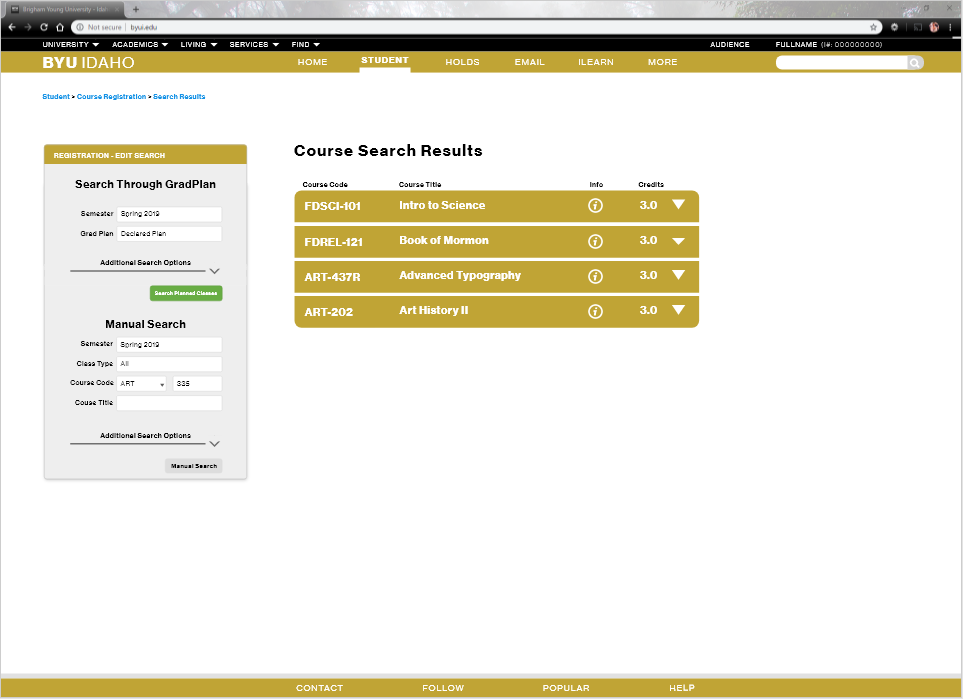 Brigham Young University - Idaho
Not secure | byui.edu
UNIVERSITY ACADEMICS LIVING SERVICES FIND AUDIENCE FULLNAME (I#: 000000000)
BYU IDAHO HOME STUDENT HOLDS EMAIL ILEARN MORE
Student > Course Registration > Search Results
REGISTRATION - EDIT SEARCH
Search Through GradPlan
Semester Spring 2019
Grad Plan Declared Plan
Additional Search Options
Search Planned Classes
Manual Search
Semester Spring 2019
Class Type All
Course Code ART 335
Couse Title
Additional Search Options
Manual Search
Course Search Results
Course Code Course Title Info Credits
FDSCI-101 Intro to Science i 3.0
FDREL-121 Book of Mormon i 3.0
ART-437R Advanced Typography i 3.0
ART-202 Art History II i 3.0
CONTACT FOLLOW POPULAR HELP